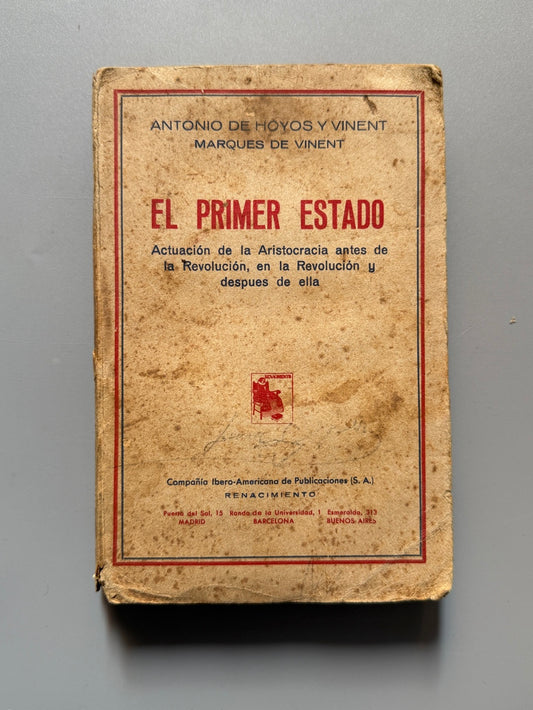 ANTONIO DE HOYOS Y VINENT
MARQUES DE VINENT
EL PRIMER ESTADO
Actuación de la Aristocracia antes de
la Revolución, en la Revolución y
despues de ella
RENACIMIENTO
Compañía Ibero-Americana de Publicaciones (S. A.)
RENACIMIENTO
Puerta del Sol, 15 Ronda de la Universidad, 1 Esmeralda, 313
MADRID BARCELONA BUENOS AIRES